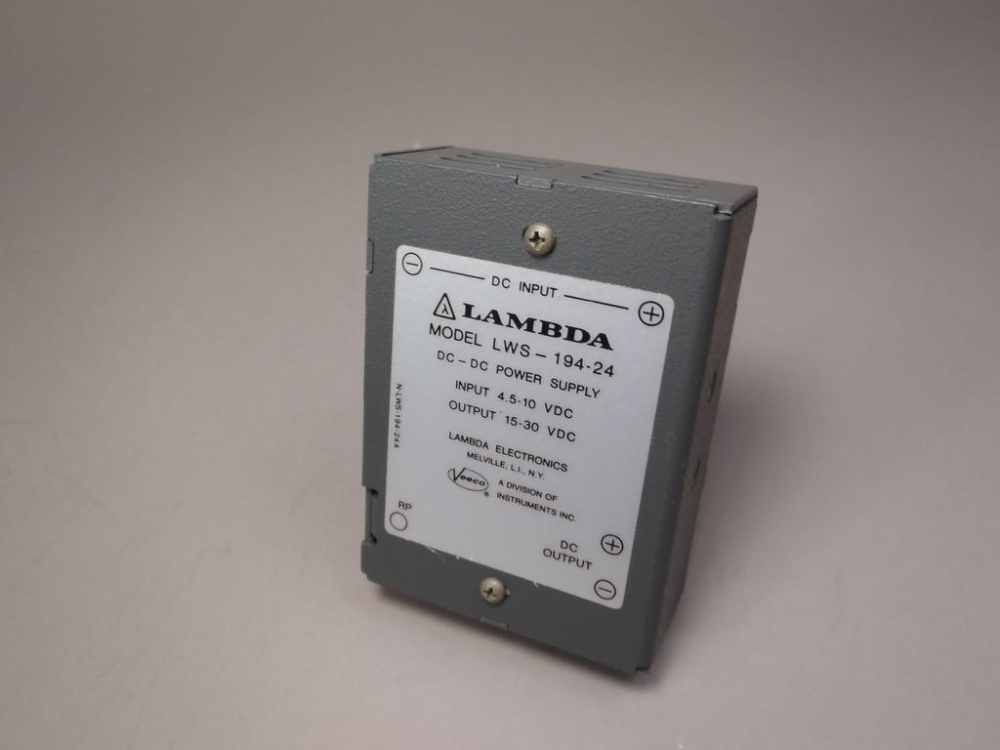 − DC INPUT +
λ LAMBDA
MODEL LWS – 194-24
DC – DC POWER SUPPLY
INPUT 4.5-10 VDC
OUTPUT 15-30 VDC
LAMBDA ELECTRONICS
MELVILLE, L.I., N.Y.
Veeco ® A DIVISION OF
INSTRUMENTS INC.
N-LWS-194-24A
RP
DC +
OUTPUT −